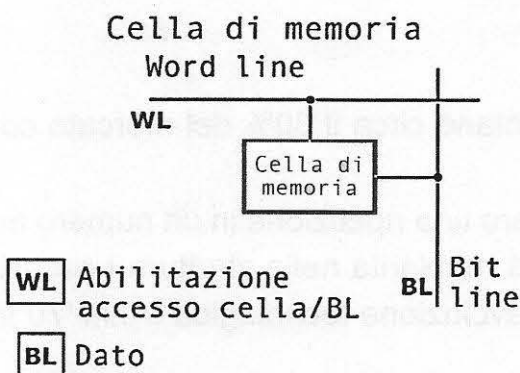 Cella di memoria
Word line
WL
Cella di
memoria
WL Abilitazione
accesso cella/BL
BL Bit
line
BL Dato